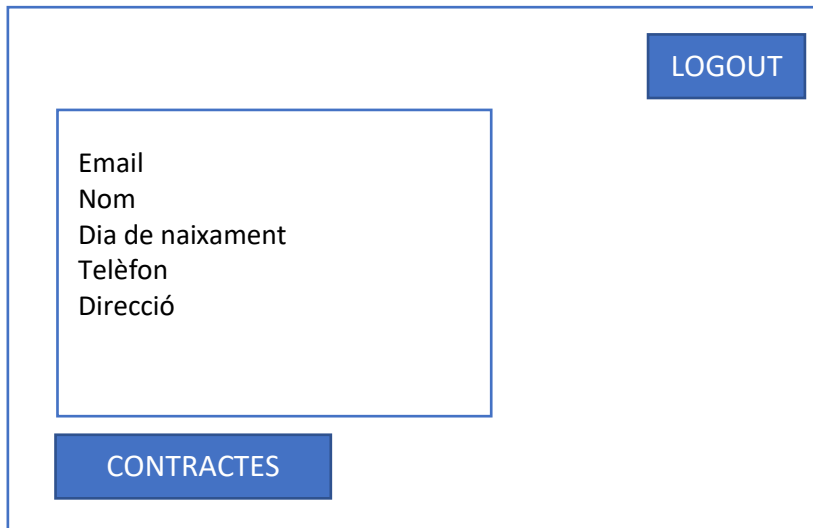 LOGOUT
Email
Nom
Dia de naixament
Telèfon
Direcció
CONTRACTES